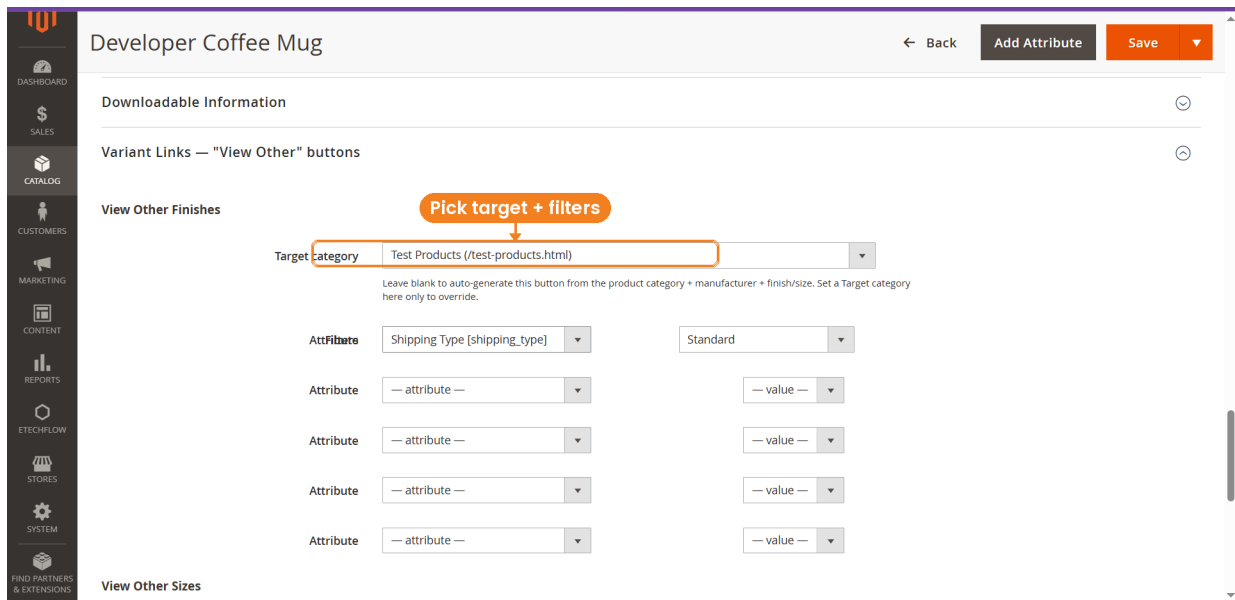 Developer Coffee Mug
← Back
Add Attribute
Save
DASHBOARD
SALES
CATALOG
CUSTOMERS
MARKETING
CONTENT
REPORTS
ETECHFLOW
STORES
SYSTEM
FIND PARTNERS
& EXTENSIONS
Downloadable Information
Variant Links — "View Other" buttons
View Other Finishes
Pick target + filters
Target category
Test Products (/test-products.html)
Leave blank to auto-generate this button from the product category + manufacturer + finish/size. Set a Target category
here only to override.
Filters
Attribute
Shipping Type [shipping_type]
Standard
Attribute
— attribute —
— value —
Attribute
— attribute —
— value —
Attribute
— attribute —
— value —
Attribute
— attribute —
— value —
View Other Sizes